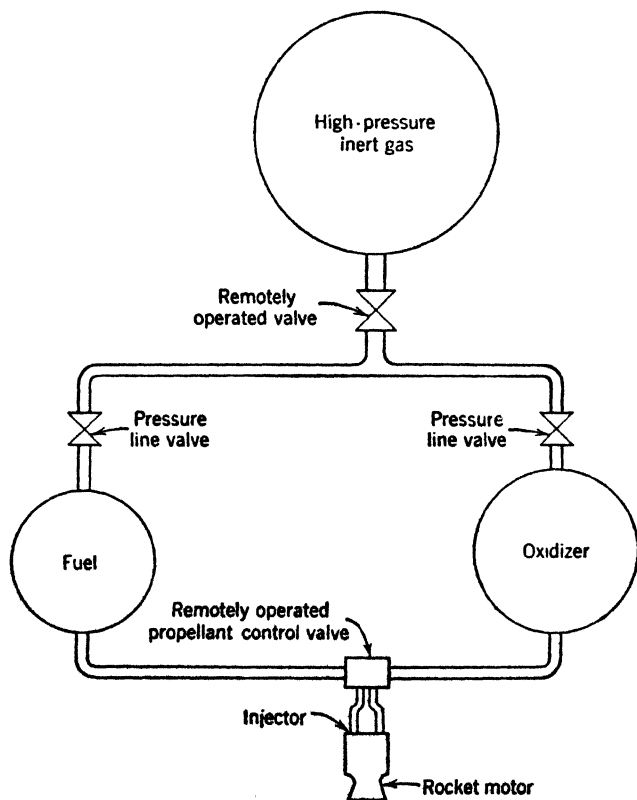 High-pressure
inert gas
Remotely
operated valve
Pressure
line valve
Pressure
line valve
Fuel
Oxidizer
Remotely operated
propellant control valve
Injector
Rocket motor